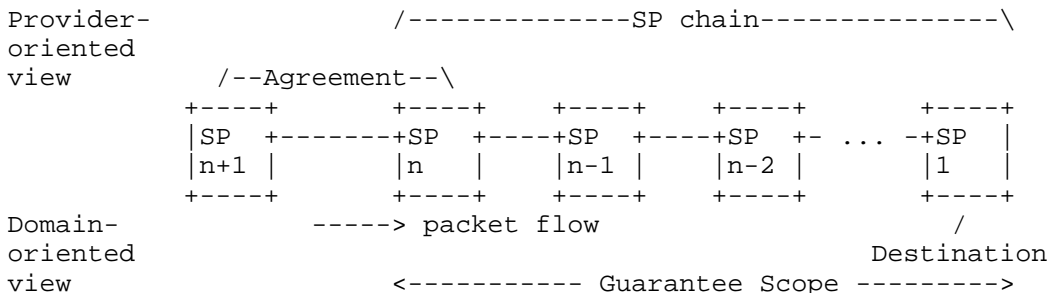 Provider-            /--------------SP chain---------------\
oriented
view       /--Agreement--\
         +----+       +----+    +----+    +----+       +----+
         |SP  +-------+SP  +----+SP  +----+SP  +- ... -+SP  |
         |n+1 |       |n   |    |n-1 |    |n-2 |       |1   |
         +----+       +----+    +----+    +----+       +----+
Domain-          -----> packet flow                      /
oriented                                           Destination
view                 <----------- Guarantee Scope --------->